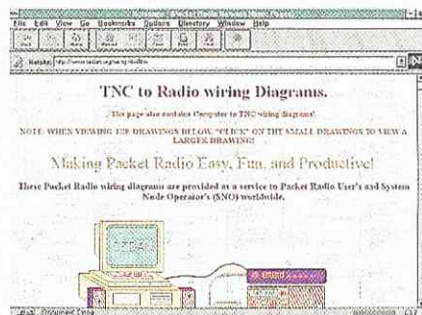 File Edit View Go Bookmarks Options Directory Window Help
TNC to Radio wiring Diagrams.
This page also contains Computer to TNC wiring diagrams!
NOTE: WHEN VIEWING THE DRAWINGS BELOW, "CLICK" ON THE SMALL DRAWINGS TO VIEW A
LARGER DRAWING!
Making Packet Radio Easy, Fun, and Productive!
These Packet Radio wiring diagrams are provided as a service to Packet Radio User's and System
Node Operator's (SNO) worldwide.
Document: Done